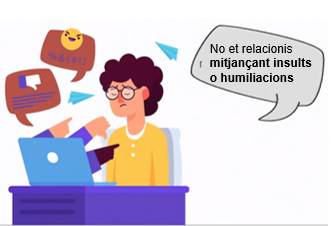 No et relacionis
mitjançant insults
o humiliacions